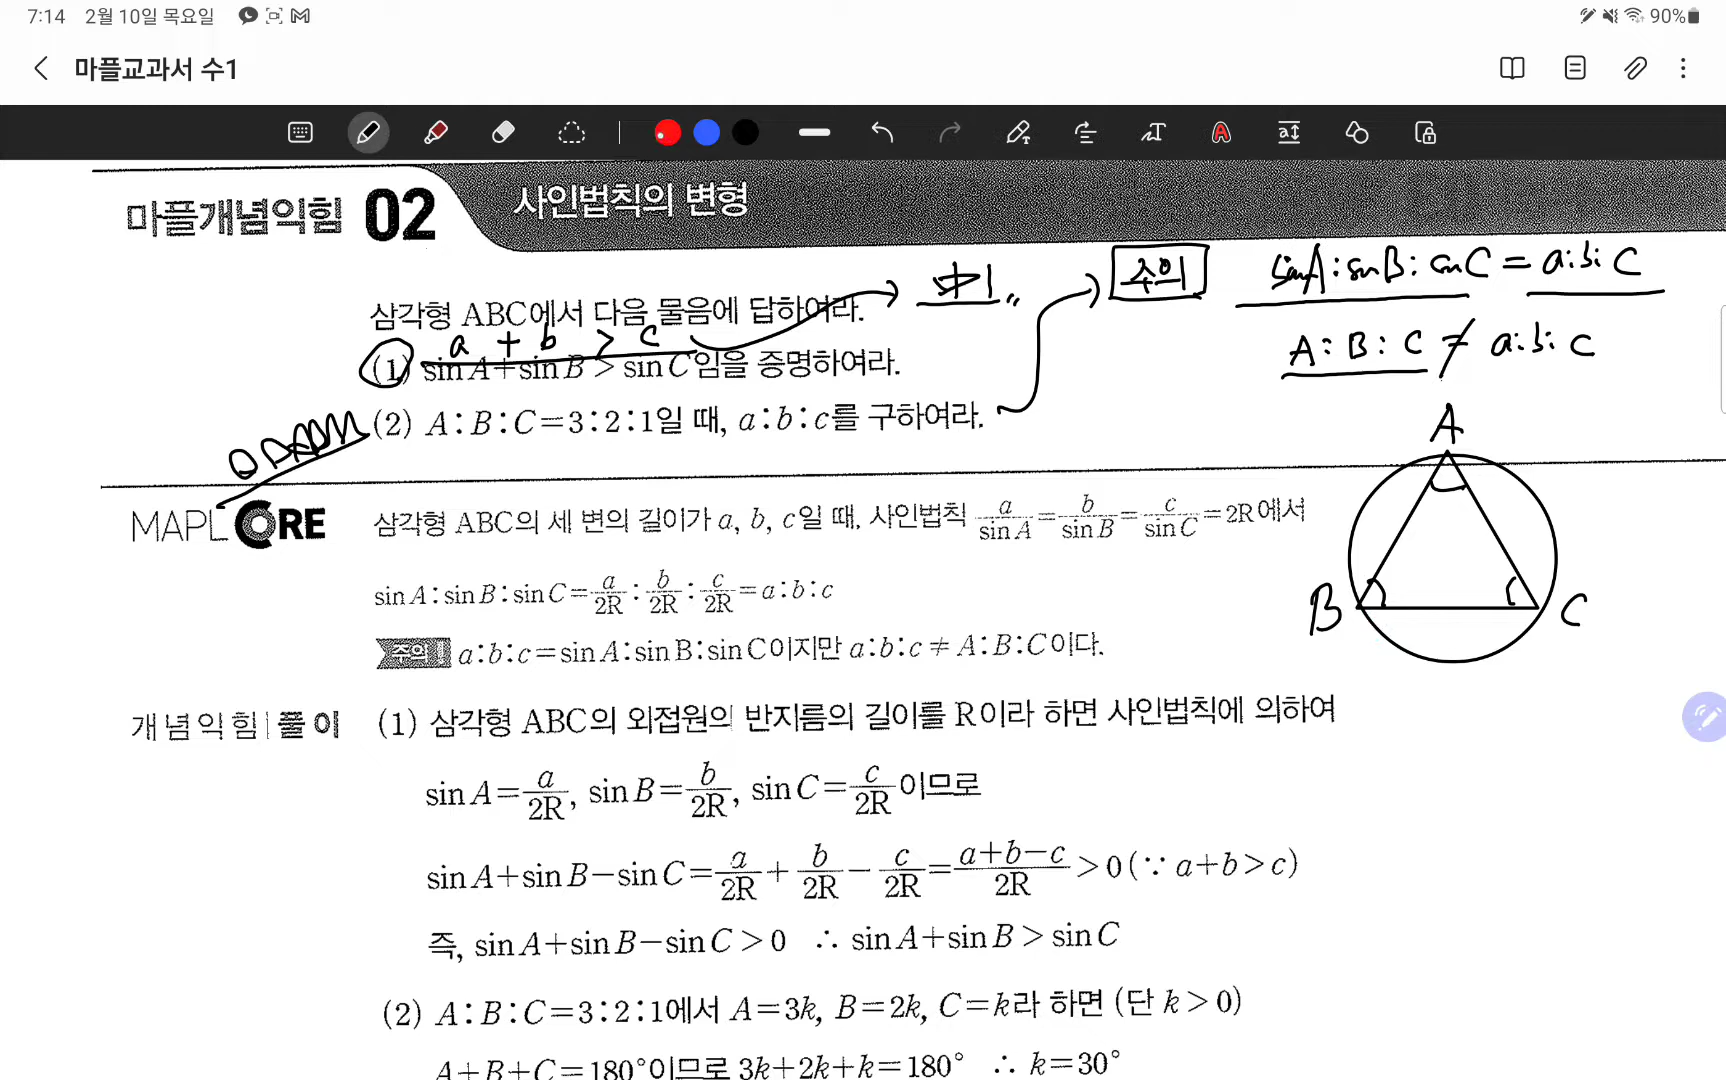 7:14 2월 10일 목요일 90%
마플교과서 수1
마플개념익힘 02 사인법칙의 변형
중1
주의 sinA : sinB : sinC = a : b : c
A : B : C ≠ a : b : c
삼각형 ABC에서 다음 물음에 답하여라.
a + b > c
(1) sin A+sin B > sin C임을 증명하여라.
(2) A : B : C=3 : 2 : 1일 때, a : b : c를 구하여라.
A
B
C
MAPL CORE 삼각형 ABC의 세 변의 길이가 a, b, c일 때, 사인법칙 a/sin A = b/sin B = c/sin C = 2R에서
sin A : sin B : sin C = a/2R : b/2R : c/2R = a : b : c
주의! a : b : c = sin A : sin B : sin C이지만 a : b : c ≠ A : B : C이다.
개념익힘 | 풀이 (1) 삼각형 ABC의 외접원의 반지름의 길이를 R이라 하면 사인법칙에 의하여
sin A = a/2R, sin B = b/2R, sin C = c/2R 이므로
sin A+sin B−sin C = a/2R + b/2R − c/2R = a+b−c/2R > 0 (∵ a+b > c)
즉, sin A+sin B−sin C > 0 ∴ sin A+sin B > sin C
(2) A : B : C=3 : 2 : 1에서 A=3k, B=2k, C=k라 하면 (단 k > 0)
A+B+C=180°이므로 3k+2k+k=180° ∴ k=30°